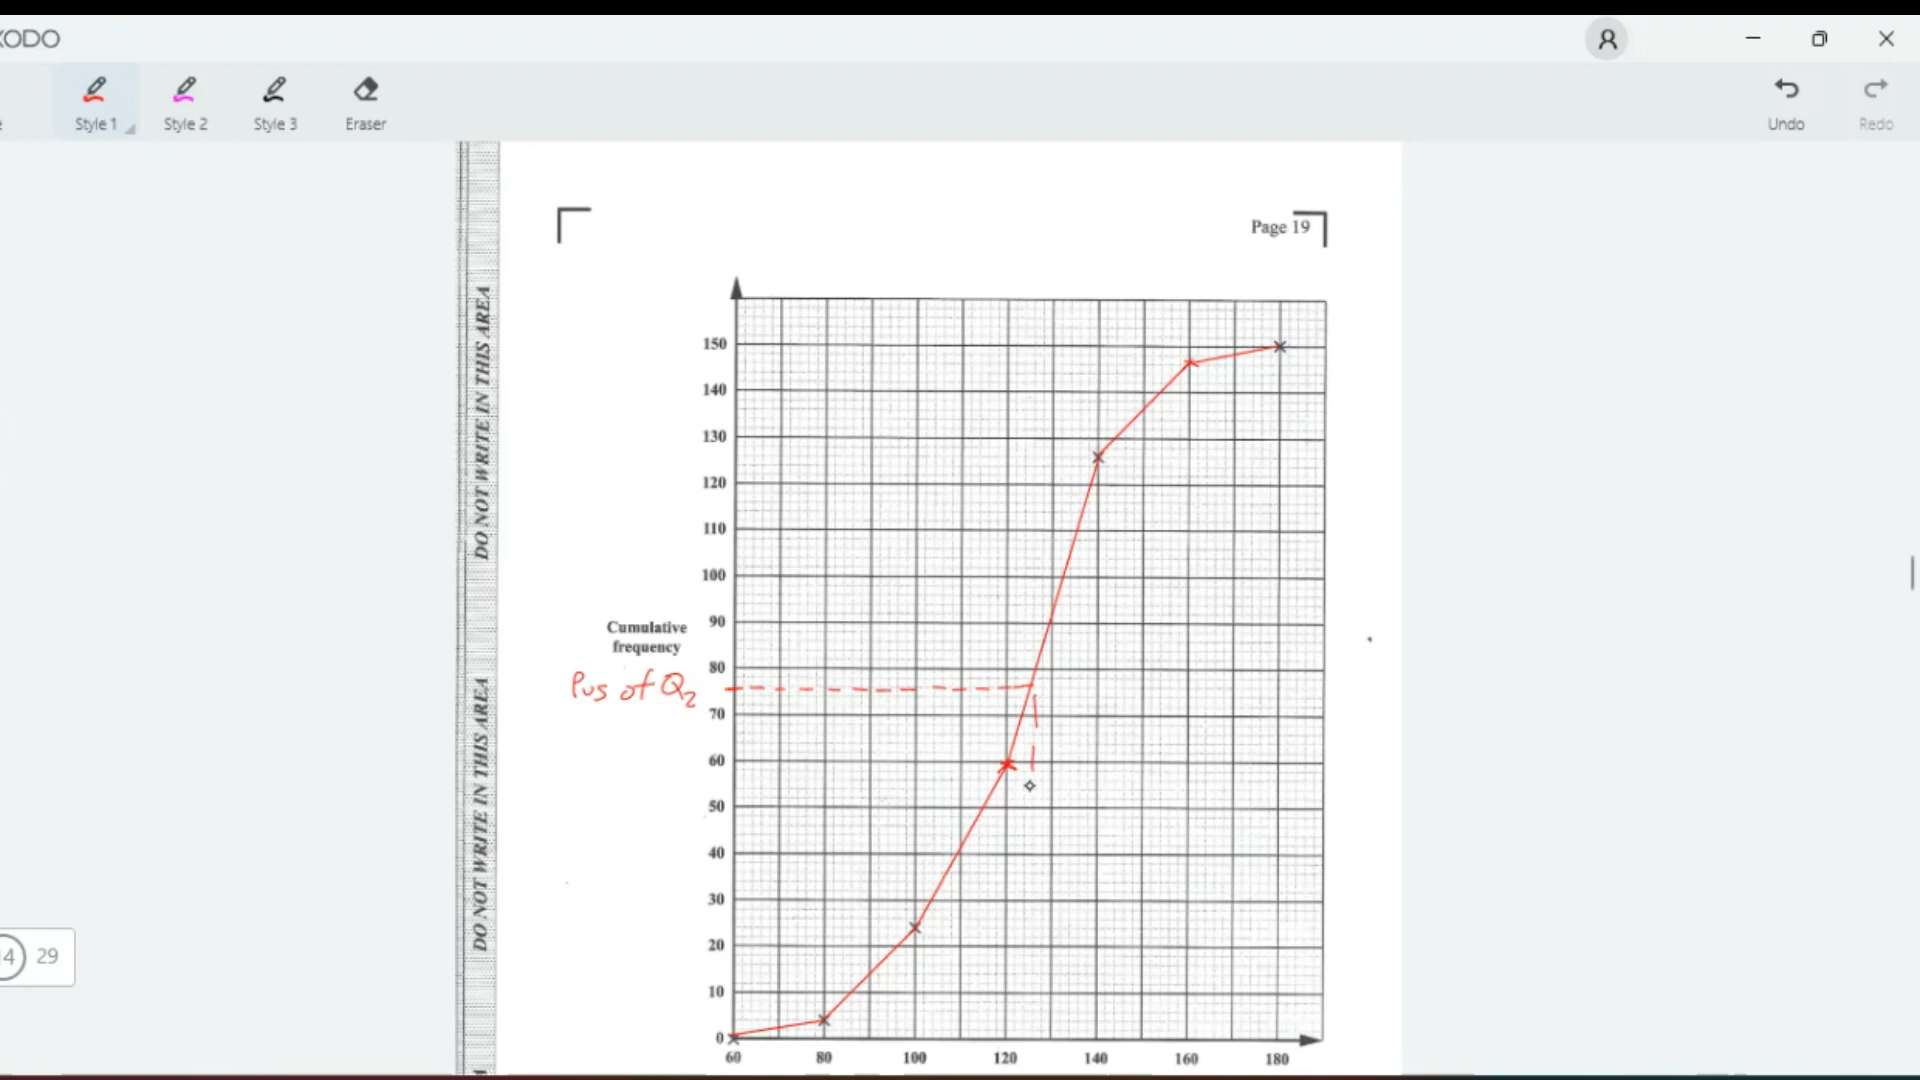 XODO
Style 1
Style 2
Style 3
Eraser
Undo
Redo
Page 19
DO NOT WRITE IN THIS AREA
DO NOT WRITE IN THIS AREA
150
140
130
120
110
100
90
80
70
60
50
40
30
20
10
0
Cumulative
frequency
Pos of Q2
60 80 100 120 140 160 180
14 29